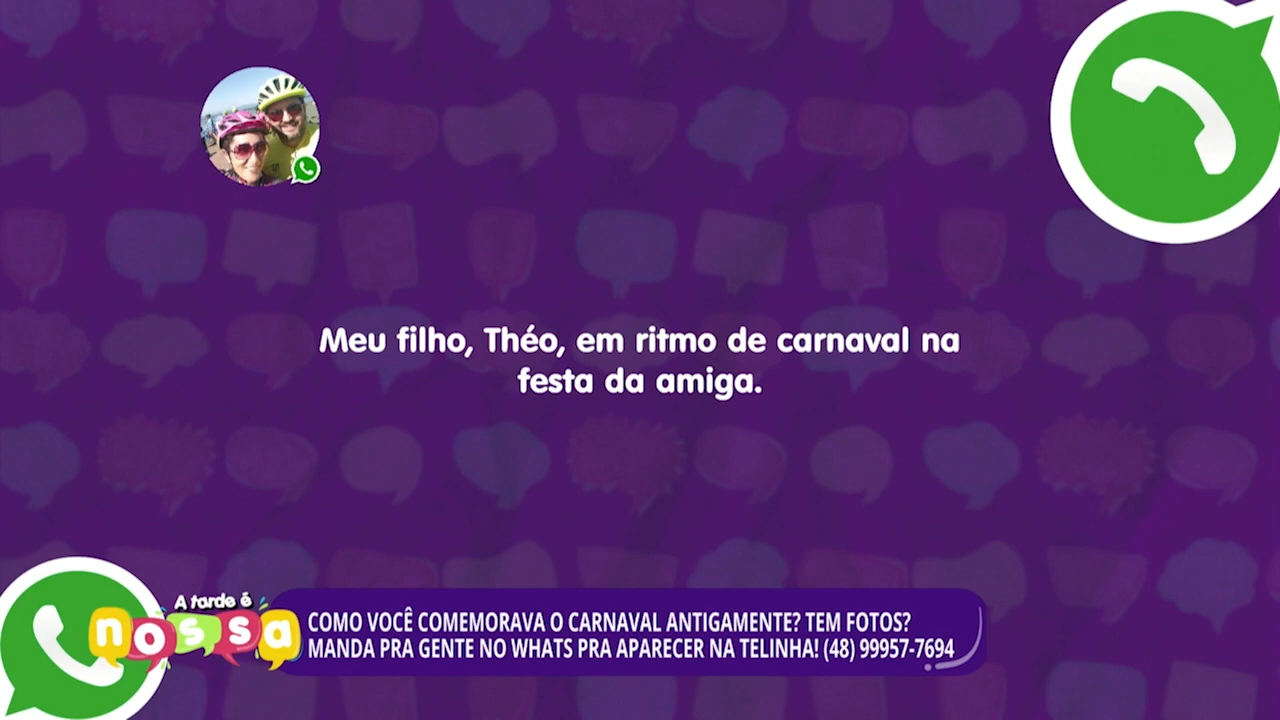 Meu filho, Théo, em ritmo de carnaval na
festa da amiga.
A tarde é
nossa
COMO VOCÊ COMEMORAVA O CARNAVAL ANTIGAMENTE? TEM FOTOS?
MANDA PRA GENTE NO WHATS PRA APARECER NA TELINHA! (48) 99957-7694